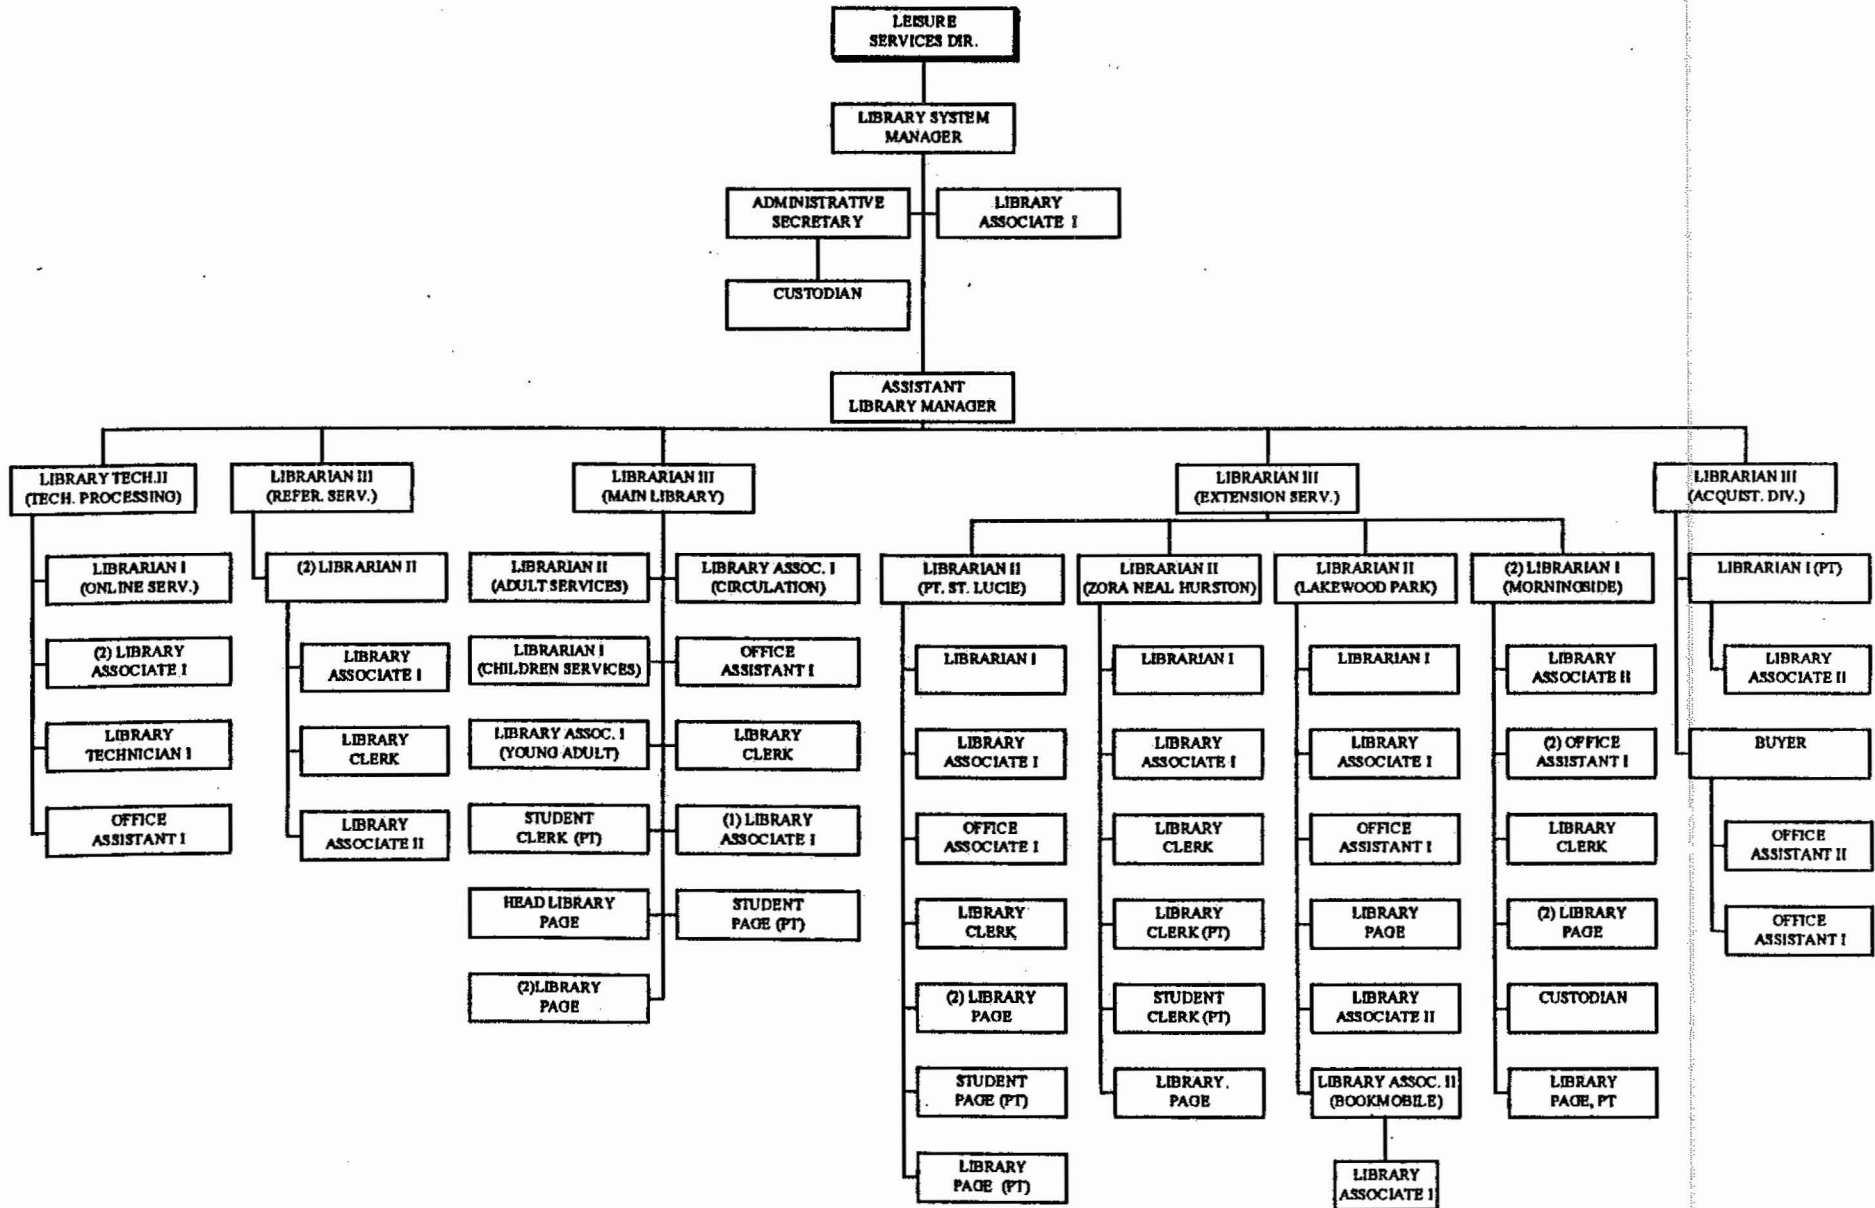 LEISURE
SERVICES DIR.
LIBRARY SYSTEM
MANAGER
ADMINISTRATIVE
SECRETARY
LIBRARY
ASSOCIATE I
CUSTODIAN
ASSISTANT
LIBRARY MANAGER
LIBRARY TECH.II
(TECH. PROCESSING)
LIBRARIAN I
(ONLINE SERV.)
(2) LIBRARY
ASSOCIATE I
LIBRARY
TECHNICIAN I
OFFICE
ASSISTANT I
LIBRARIAN III
(REFER. SERV.)
(2) LIBRARIAN II
LIBRARY
ASSOCIATE I
LIBRARY
CLERK
LIBRARY
ASSOCIATE II
LIBRARIAN III
(MAIN LIBRARY)
LIBRARIAN II
(ADULT SERVICES)
LIBRARY ASSOC. I
(CIRCULATION)
LIBRARIAN I
(CHILDREN SERVICES)
OFFICE
ASSISTANT I
LIBRARY ASSOC. I
(YOUNG ADULT)
LIBRARY
CLERK
STUDENT
CLERK (PT)
(1) LIBRARY
ASSOCIATE I
HEAD LIBRARY
PAGE
STUDENT
PAGE (PT)
(2)LIBRARY
PAGE
LIBRARIAN III
(EXTENSION SERV.)
LIBRARIAN II
(PT. ST. LUCIE)
LIBRARIAN I
LIBRARY
ASSOCIATE I
OFFICE
ASSOCIATE I
LIBRARY
CLERK
(2) LIBRARY
PAGE
STUDENT
PAGE (PT)
LIBRARY
PAGE (PT)
LIBRARIAN II
(ZORA NEAL HURSTON)
LIBRARIAN I
LIBRARY
ASSOCIATE I
LIBRARY
CLERK
LIBRARY
CLERK (PT)
STUDENT
CLERK (PT)
LIBRARY
PAGE
LIBRARIAN II
(LAKEWOOD PARK)
LIBRARIAN I
LIBRARY
ASSOCIATE I
OFFICE
ASSISTANT I
LIBRARY
PAGE
LIBRARY
ASSOCIATE II
LIBRARY ASSOC. II
(BOOKMOBILE)
LIBRARY
ASSOCIATE I
(2) LIBRARIAN I
(MORNINGSIDE)
LIBRARY
ASSOCIATE II
(2) OFFICE
ASSISTANT I
LIBRARY
CLERK
(2) LIBRARY
PAGE
CUSTODIAN
LIBRARY
PAGE, PT
LIBRARIAN III
(ACQUIST. DIV.)
LIBRARIAN I (PT)
LIBRARY
ASSOCIATE II
BUYER
OFFICE
ASSISTANT II
OFFICE
ASSISTANT I